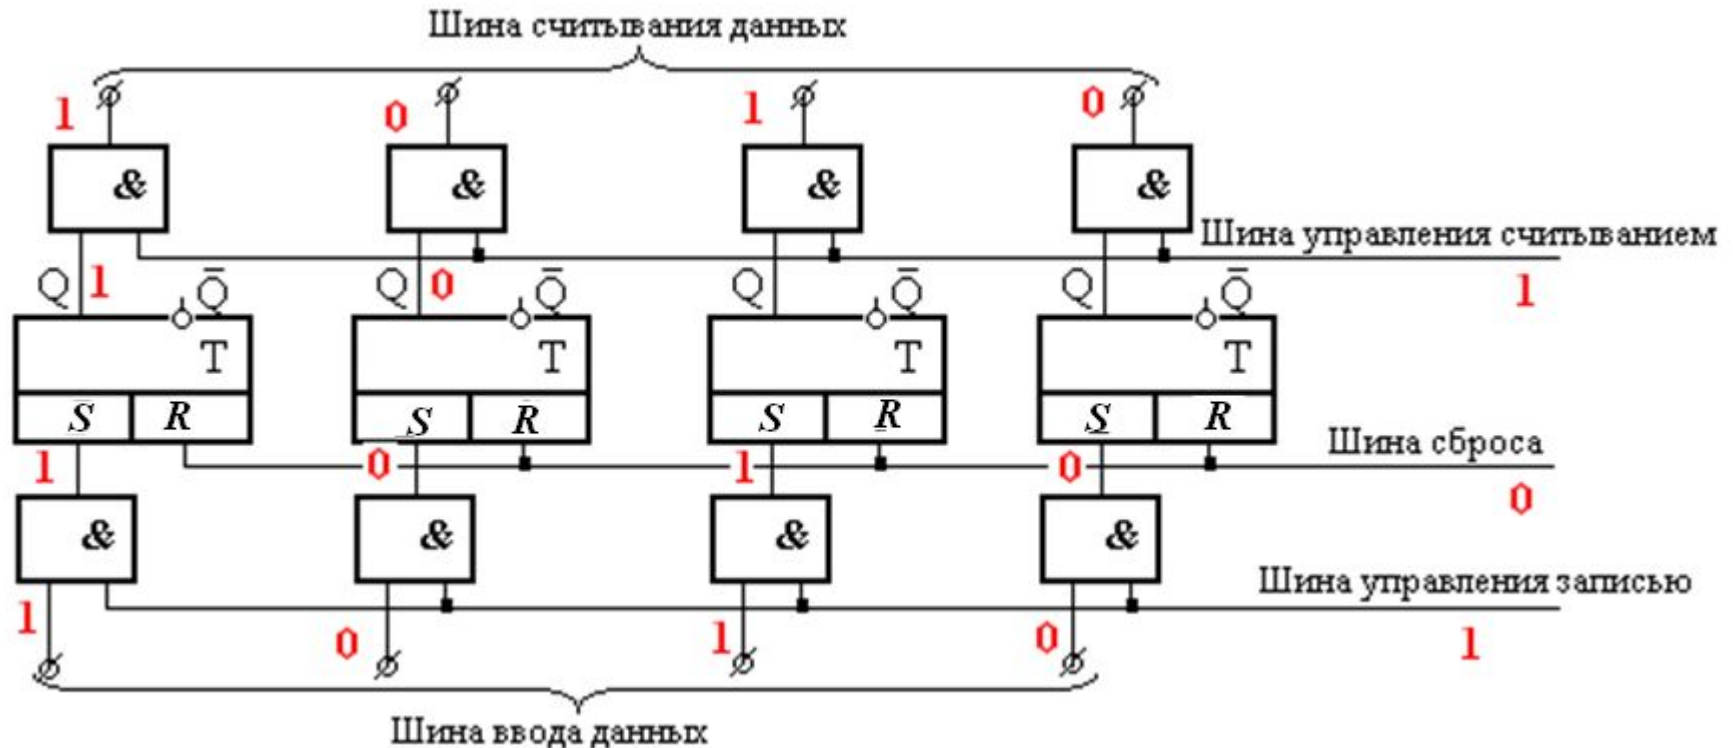 Шина считывания данных
1 0 1 0
& & & &
Шина управления считыванием
Q 1 Q̅ Q 0 Q̅ Q Q̅ Q Q̅ 1
T T T T
S R S R S R S R
Шина сброса
1 0 1 0
0
& & & &
Шина управления записью
1 0 1 0 1
Шина ввода данных